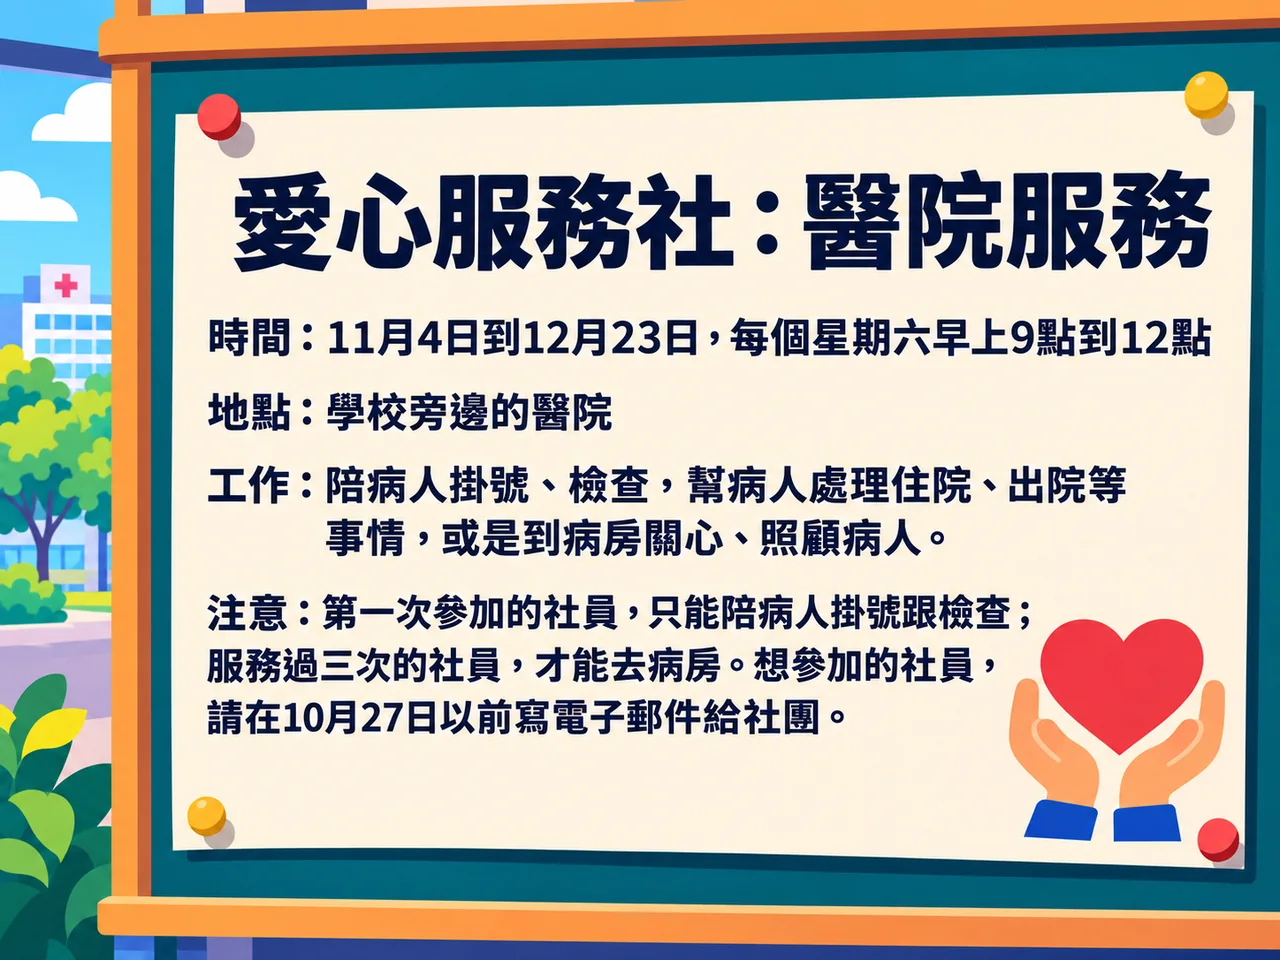 愛心服務社：醫院服務
時間：11月4日到12月23日，每個星期六早上9點到12點
地點：學校旁邊的醫院
工作：陪病人掛號、檢查，幫病人處理住院、出院等
事情，或是到病房關心、照顧病人。
注意：第一次參加的社員，只能陪病人掛號跟檢查；
服務過三次的社員，才能去病房。想參加的社員，
請在10月27日以前寫電子郵件給社團。